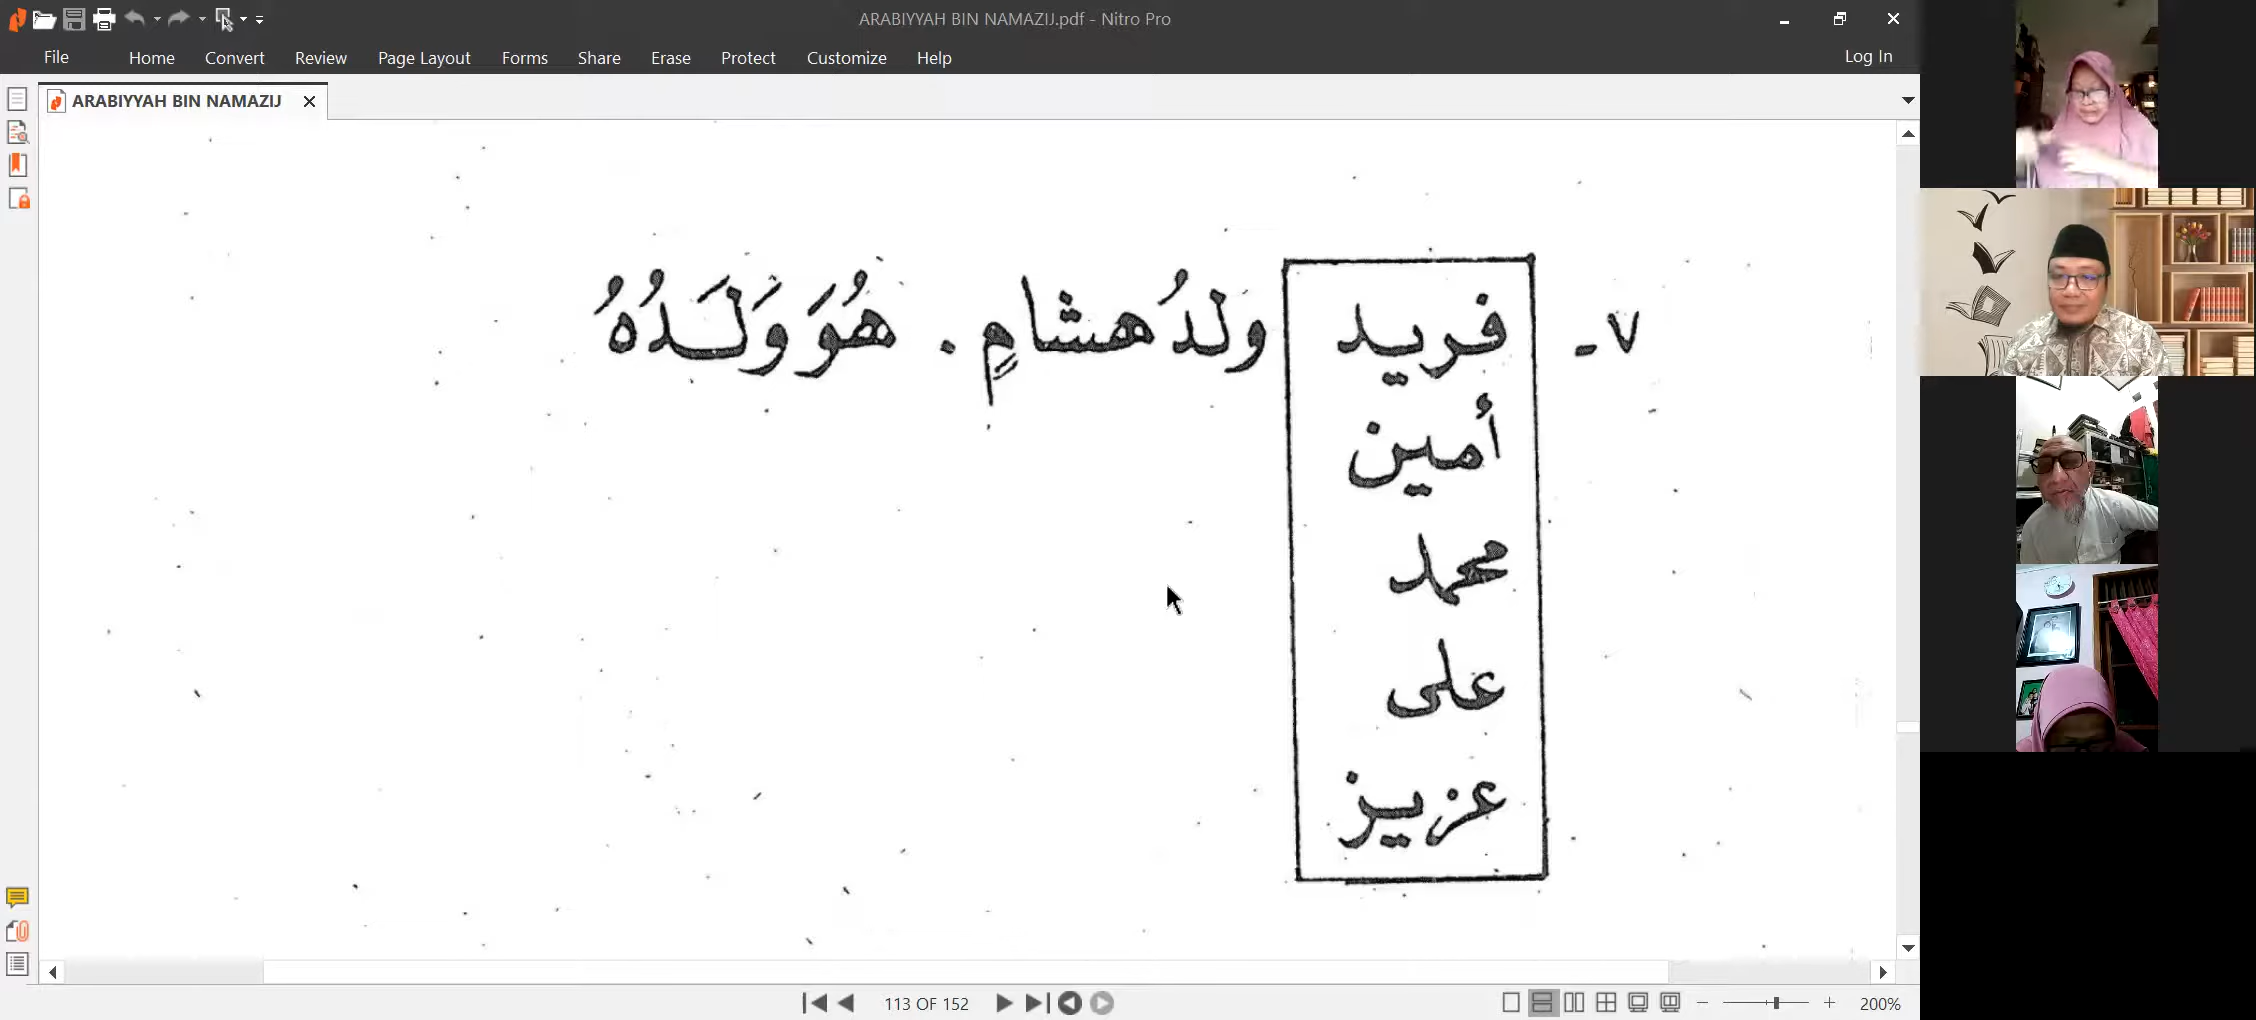 ARABIYYAH BIN NAMAZIJ.pdf - Nitro Pro
File Home Convert Review Page Layout Forms Share Erase Protect Customize Help
Log In
ARABIYYAH BIN NAMAZIJ
٧- فريد ولدُ هشامٍ . هُوَ وَلَدُهُ
أمين
محمد
على
عزيز
113 OF 152
200%